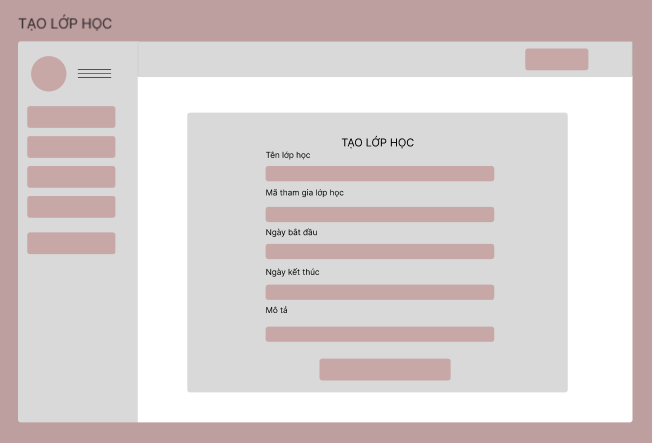 TẠO LỚP HỌC
TẠO LỚP HỌC
Tên lớp học
Mã tham gia lớp học
Ngày bắt đầu
Ngày kết thúc
Mô tả